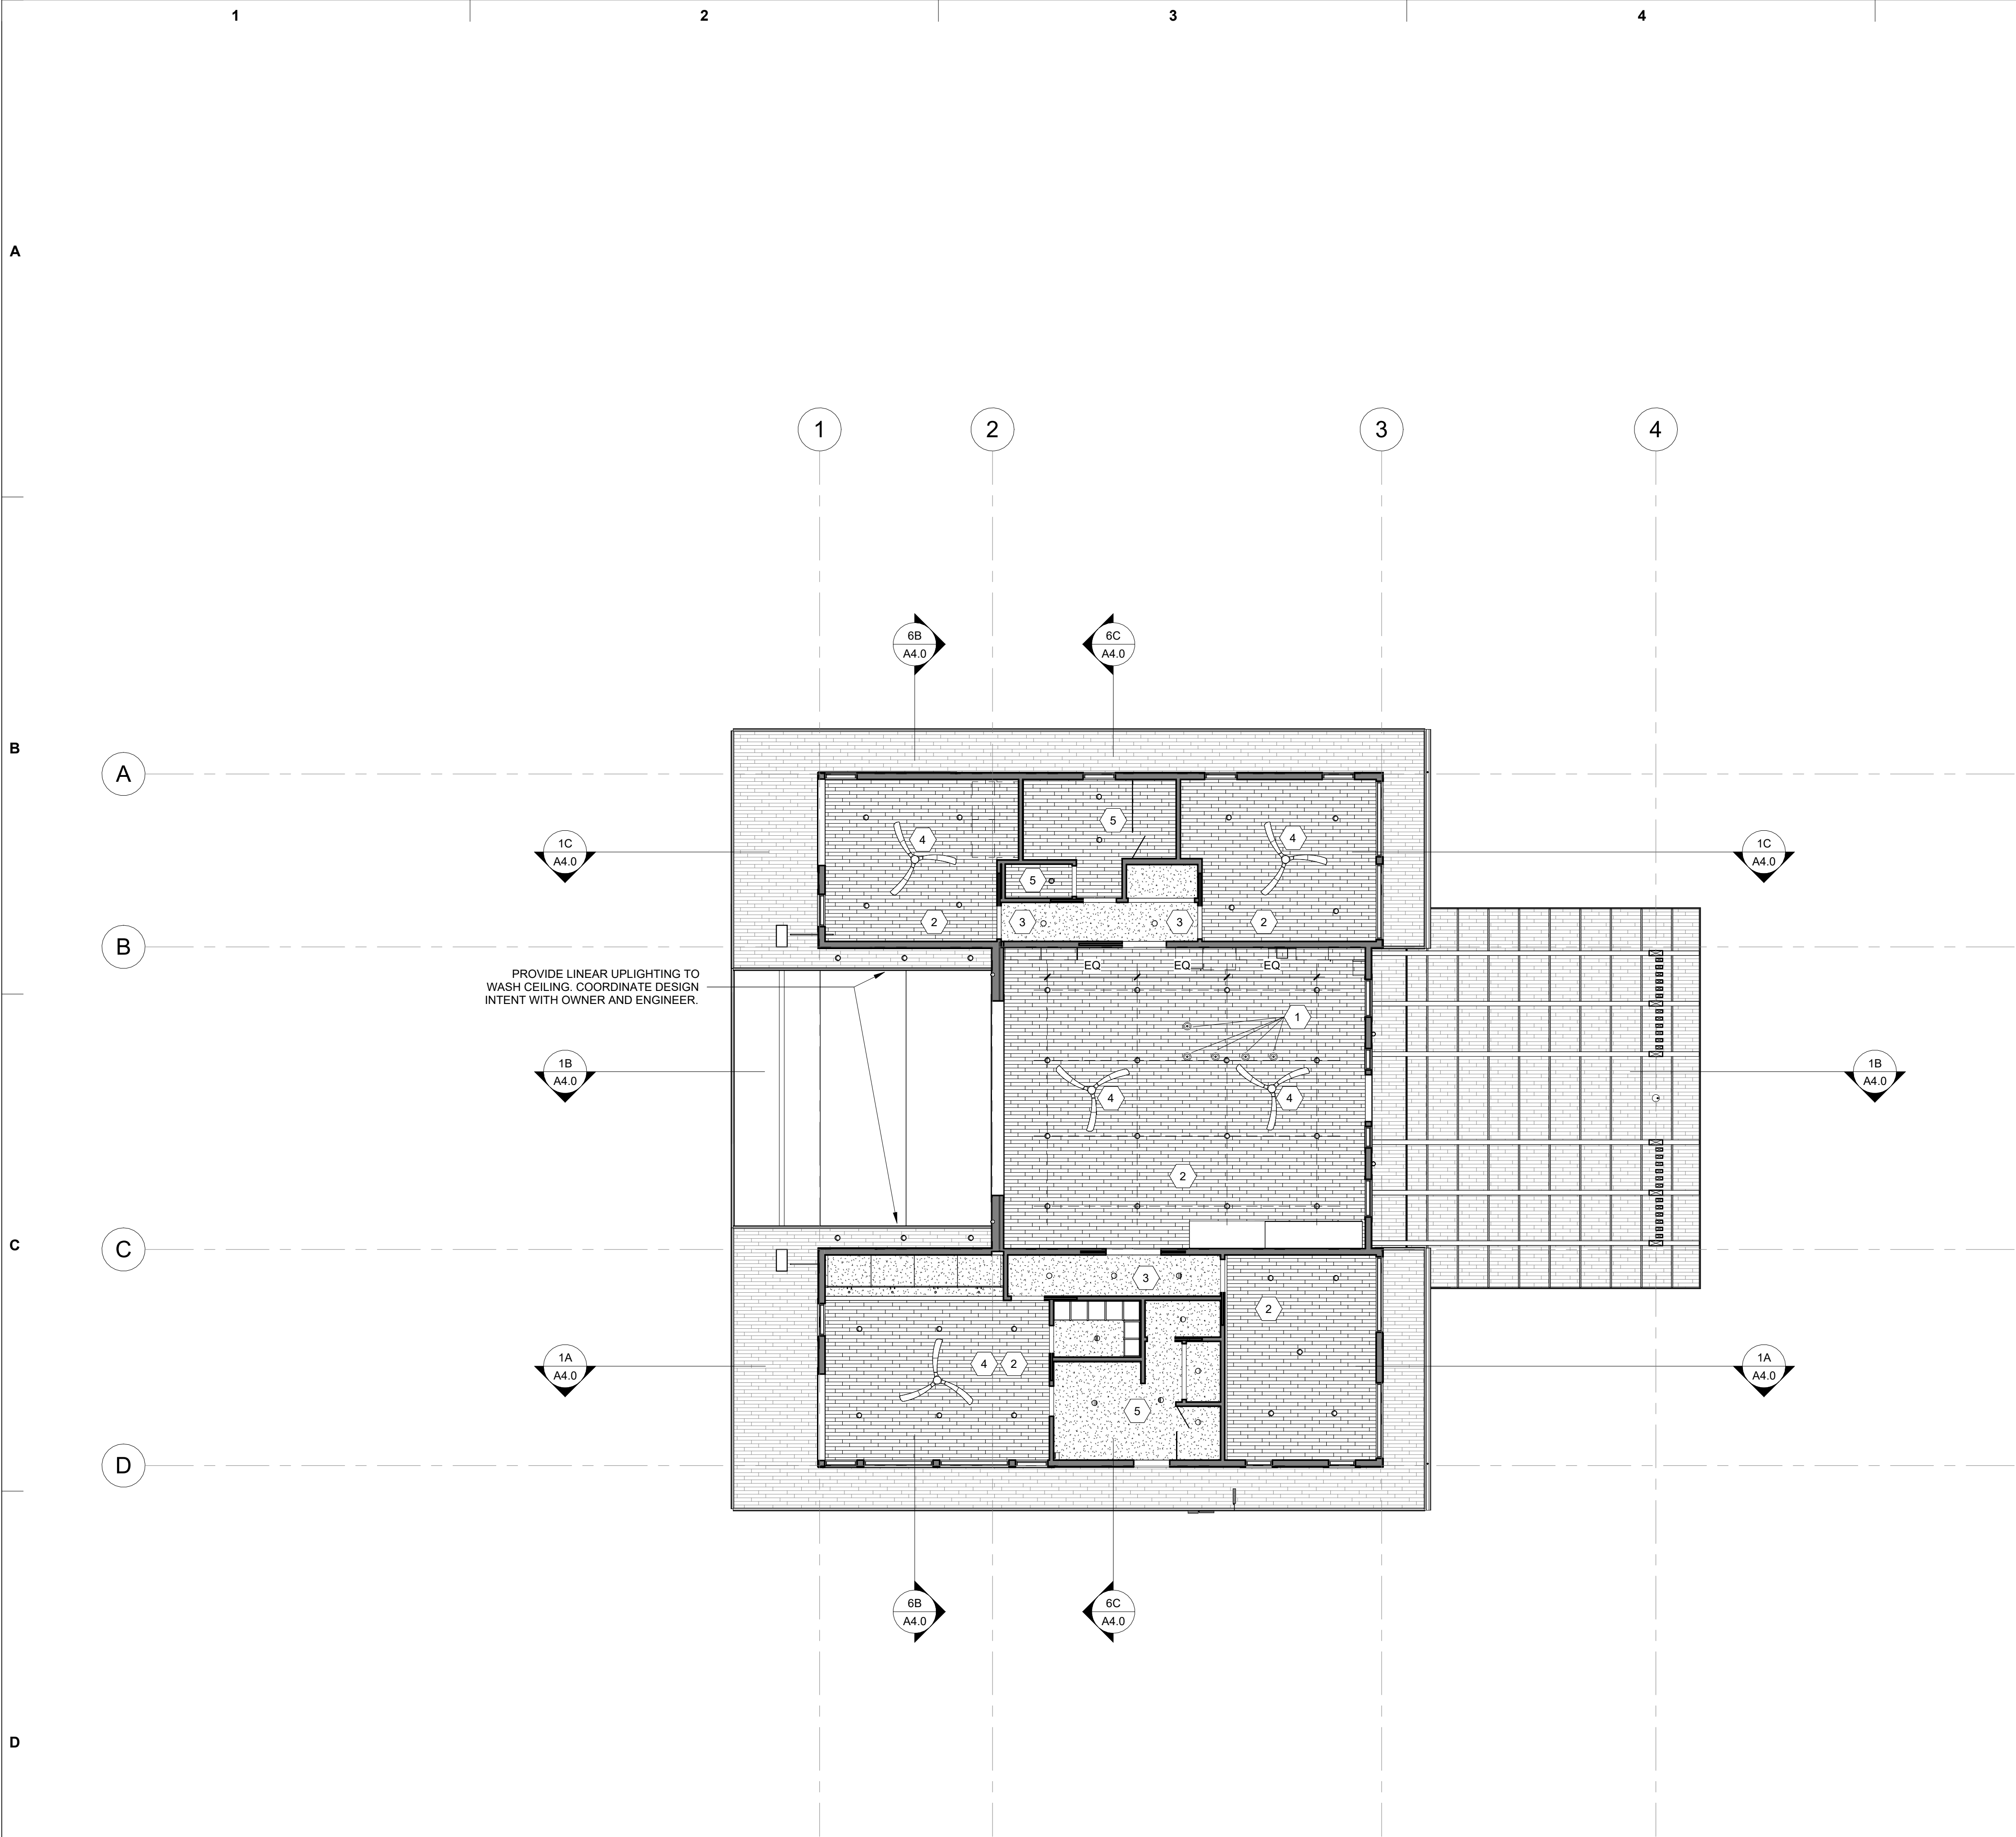 1 2 3 4
A
1 2 3 4
6B 6C
A4.0 A4.0
B
A
5
4 4
1C 1C
A4.0 A4.0
5
2 3 3 2
B
EQ EQ EQ
PROVIDE LINEAR UPLIGHTING TO
WASH CEILING. COORDINATE DESIGN
INTENT WITH OWNER AND ENGINEER.
1
1B 1B
A4.0 A4.0
4 4
2
C
C
3
2
1A 4 2 1A
A4.0 A4.0
5
D
6B 6C
A4.0 A4.0
D